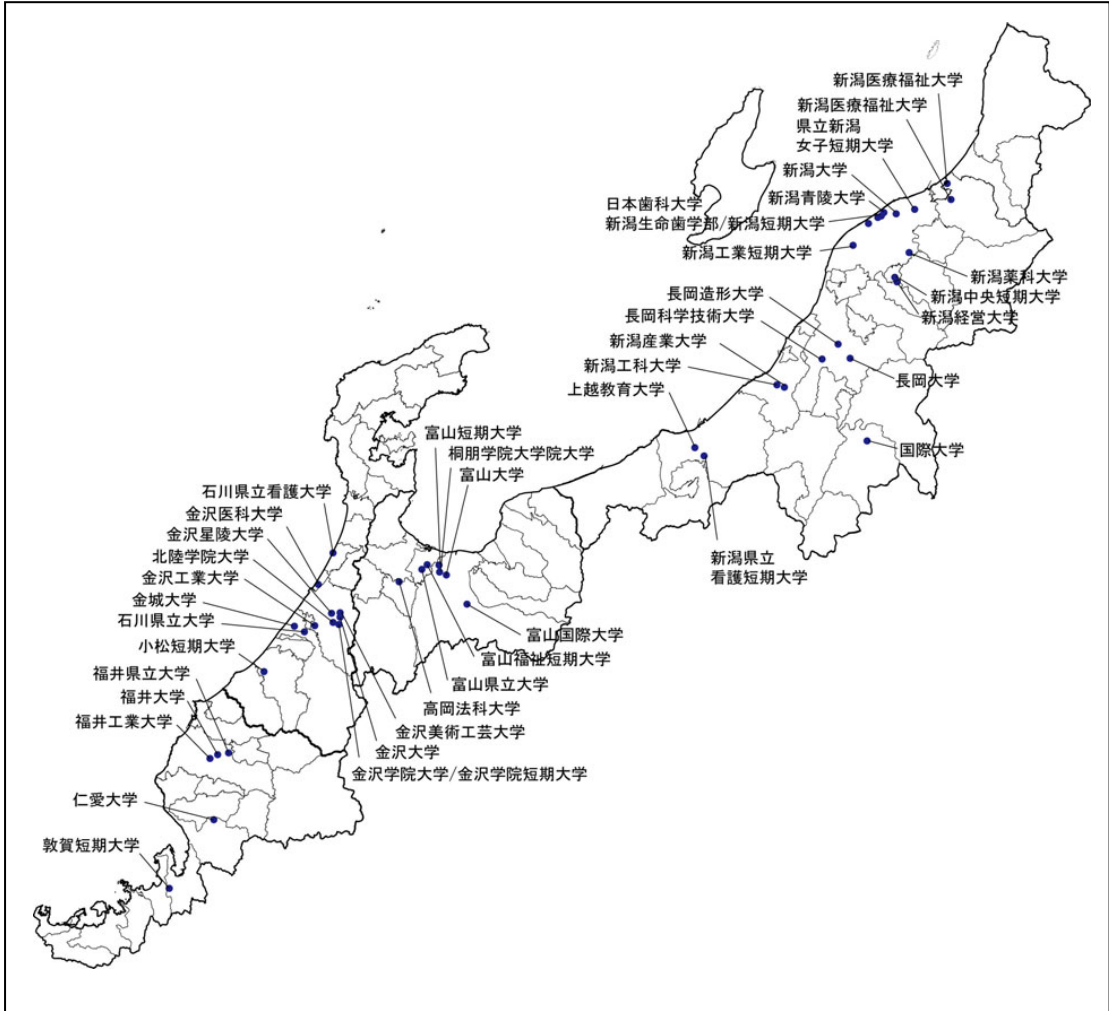 新潟医療福祉大学
新潟医療福祉大学
県立新潟
女子短期大学
新潟大学
新潟青陵大学
日本歯科大学
新潟生命歯学部/新潟短期大学
新潟工業短期大学
新潟薬科大学
新潟中央短期大学
新潟経営大学
長岡造形大学
長岡科学技術大学
新潟産業大学
新潟工科大学
上越教育大学
長岡大学
国際大学
新潟県立
看護短期大学
富山短期大学
桐朋学院大学院大学
富山大学
石川県立看護大学
金沢医科大学
金沢星陵大学
北陸学院大学
金沢工業大学
金城大学
石川県立大学
小松短期大学
福井県立大学
福井大学
福井工業大学
富山国際大学
富山福祉短期大学
富山県立大学
高岡法科大学
金沢美術工芸大学
金沢大学
金沢学院大学/金沢学院短期大学
仁愛大学
敦賀短期大学